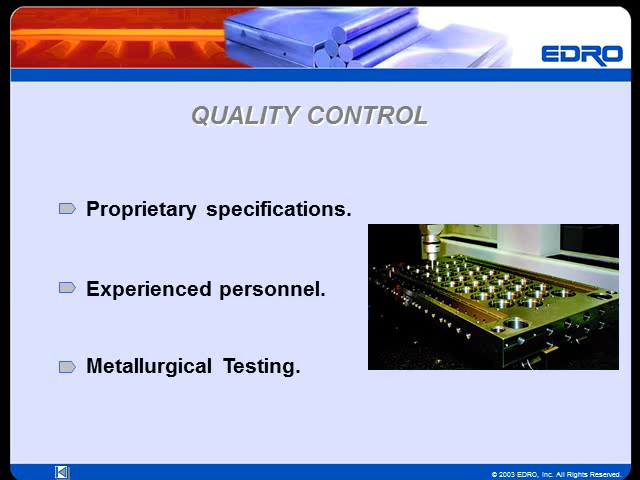 EDRO
QUALITY CONTROL
Proprietary specifications.
Experienced personnel.
Metallurgical Testing.
© 2003 EDRO, Inc. All Rights Reserved.